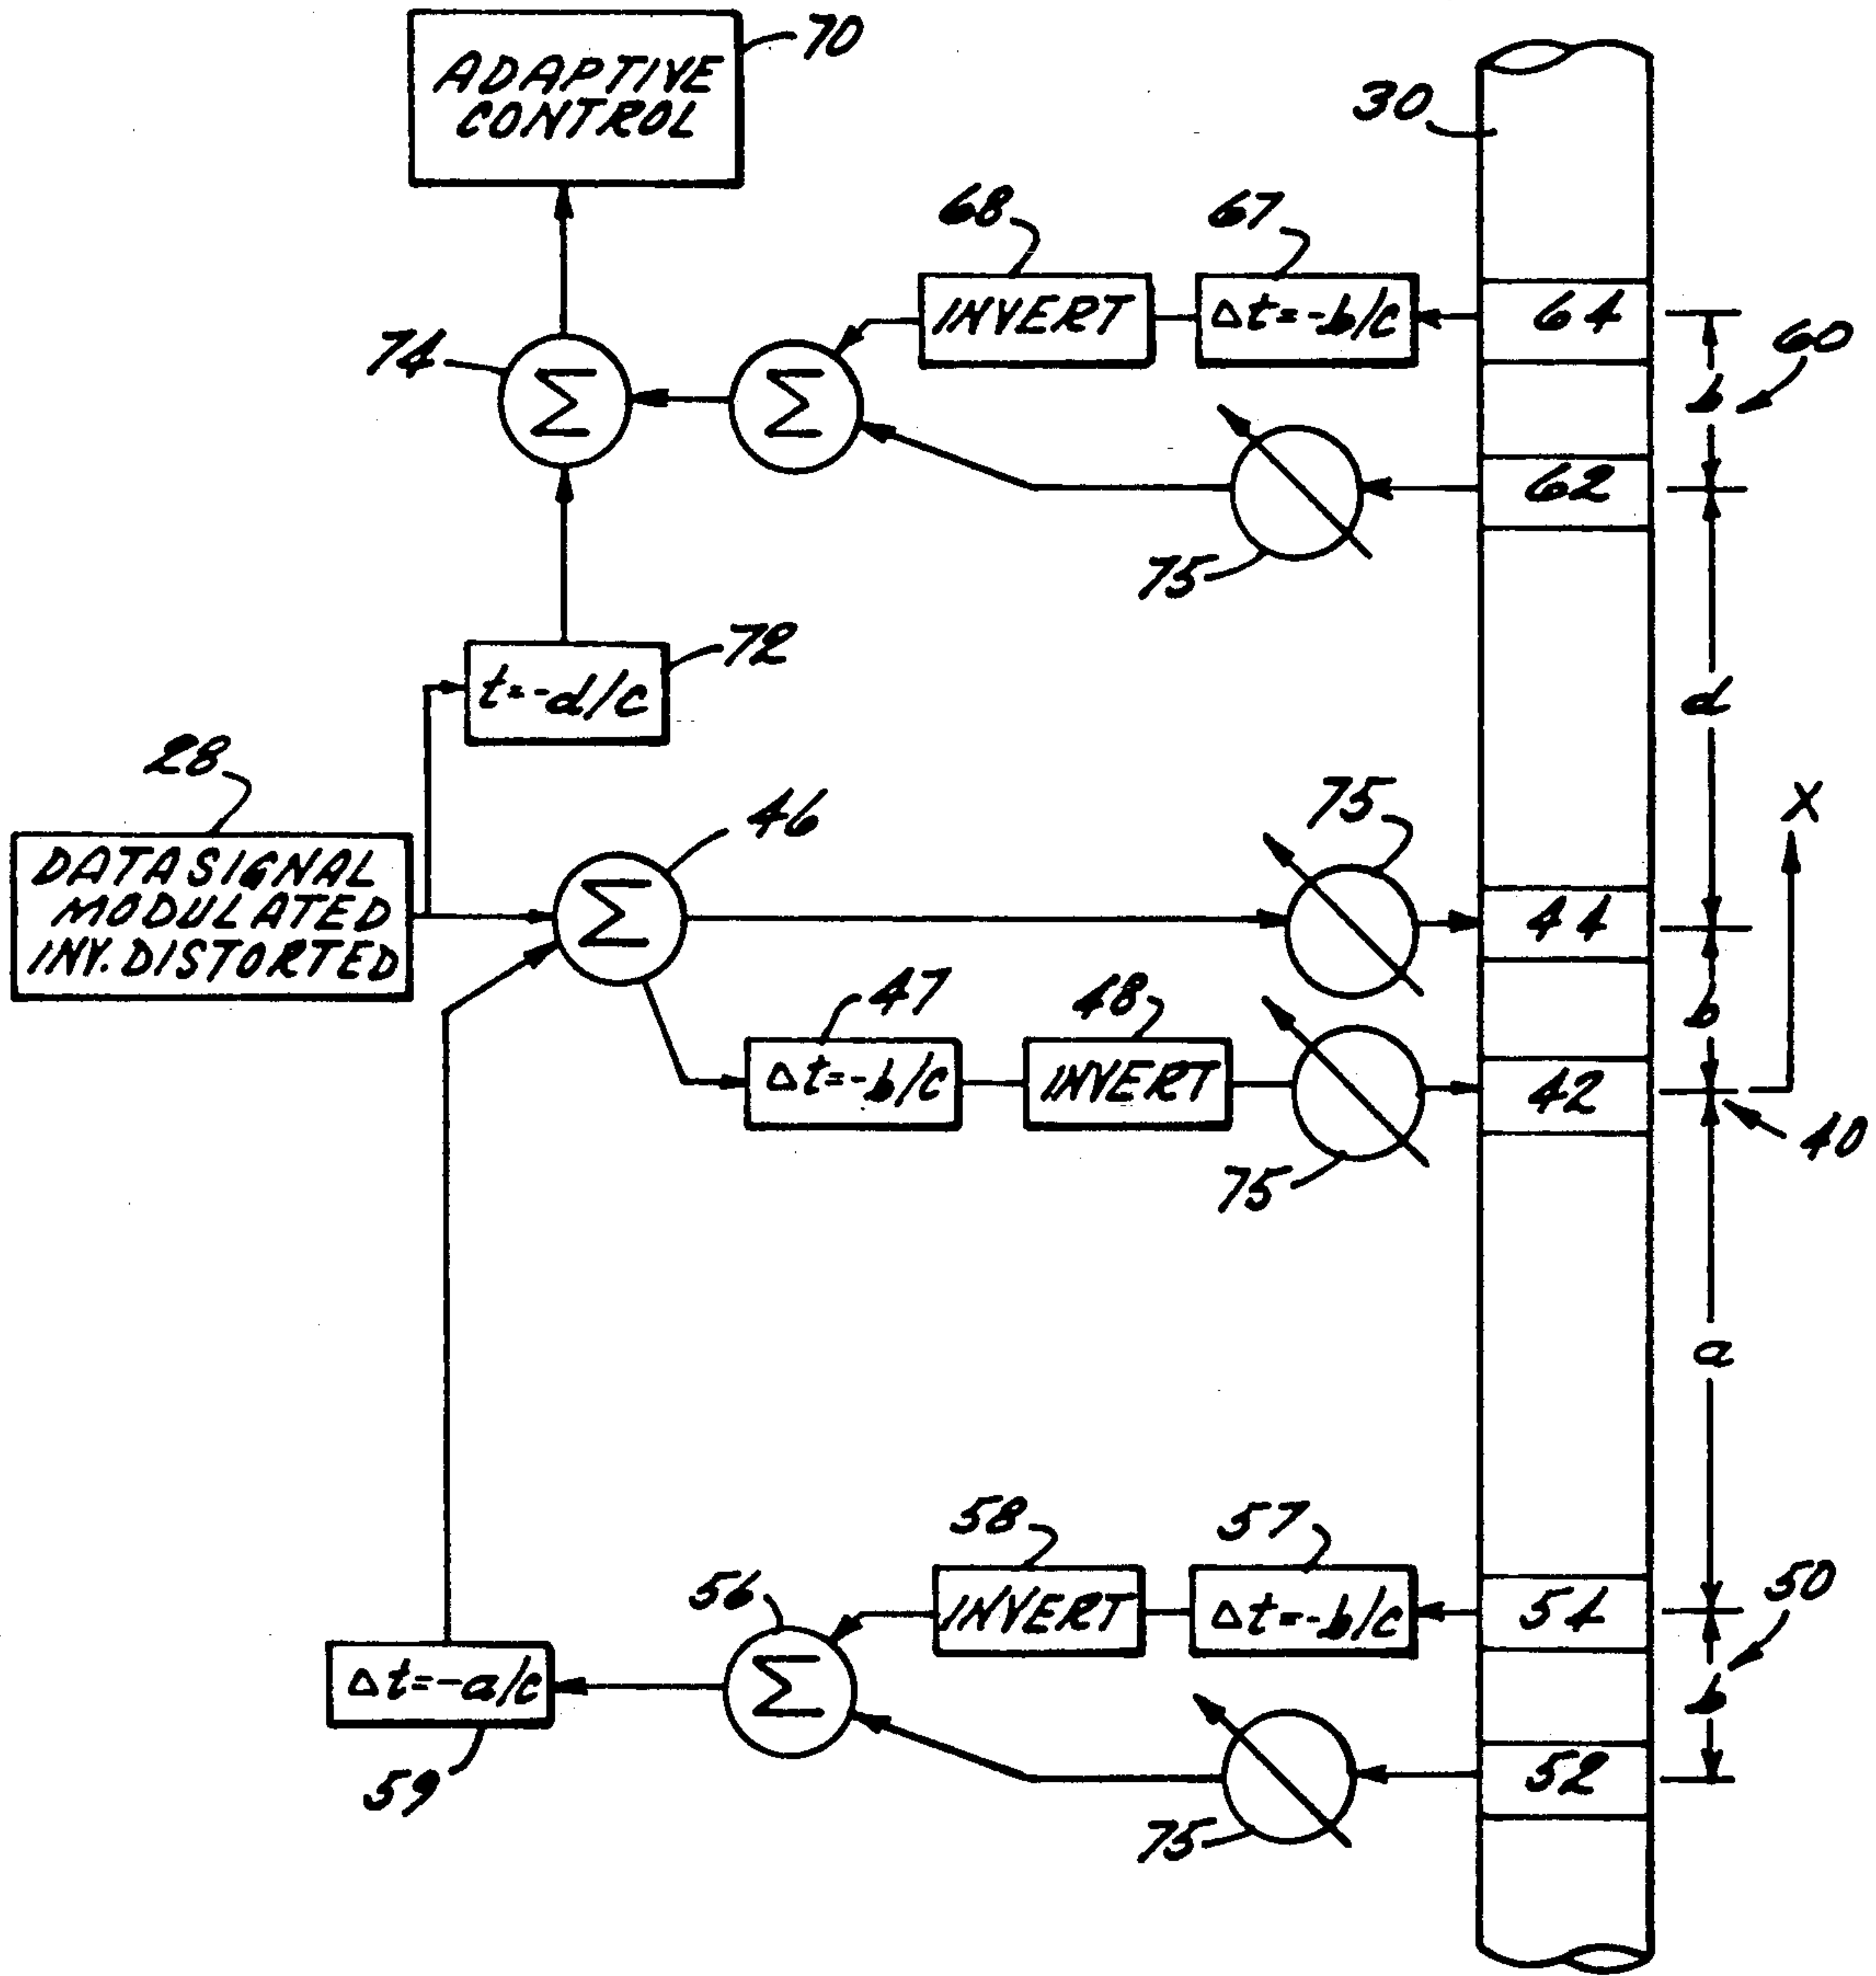 70
ADAPTIVE
CONTROL
30
68
67
INVERT
Δt=-b/c
64
60
b
74
Σ
Σ
62
75
72
t=-d/c
d
28
46
75
X
DATA SIGNAL
MODULATED
INV. DISTORTED
Σ
44
47
48
b
Δt=-b/c
INVERT
42
40
75
a
58
57
50
56
INVERT
Δt=-b/c
54
Σ
b
Δt=-a/c
59
52
75